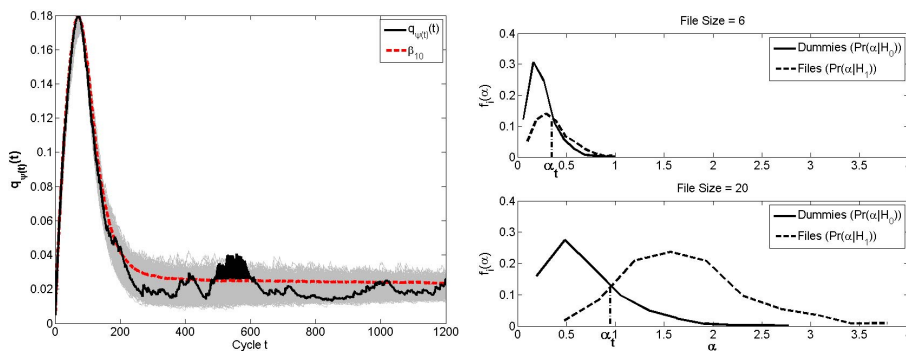 0.18
0.16
0.14
0.12
0.10
0.08
0.06
0.04
0.02
0
q_ψ(t)(t)
0 200 400 600 800 1000 1200
Cycle t
q_ψ(t)(t)
β_10
File Size = 6
0.4
0.3
0.2
0.1
0
f_i(α)
Dummies (Pr(α|H_0))
Files (Pr(α|H_1))
0 0.5 1 1.5 2 2.5 3 3.5 4
α_t
File Size = 20
0.4
0.3
0.2
0.1
0
f_i(α)
Dummies (Pr(α|H_0))
Files (Pr(α|H_1))
0 0.5 1 1.5 2 2.5 3 3.5 4
α_t
α